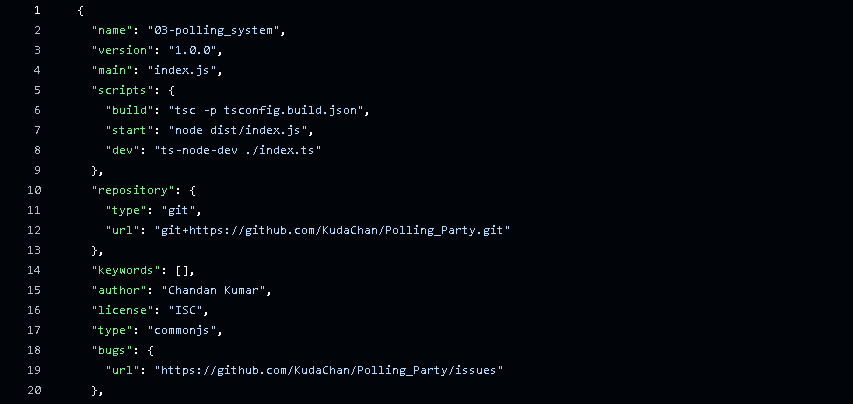 1 {
2 "name": "03-polling_system",
3 "version": "1.0.0",
4 "main": "index.js",
5 "scripts": {
6 "build": "tsc -p tsconfig.build.json",
7 "start": "node dist/index.js",
8 "dev": "ts-node-dev ./index.ts"
9 },
10 "repository": {
11 "type": "git",
12 "url": "git+https://github.com/KudaChan/Polling_Party.git"
13 },
14 "keywords": [],
15 "author": "Chandan Kumar",
16 "license": "ISC",
17 "type": "commonjs",
18 "bugs": {
19 "url": "https://github.com/KudaChan/Polling_Party/issues"
20 },